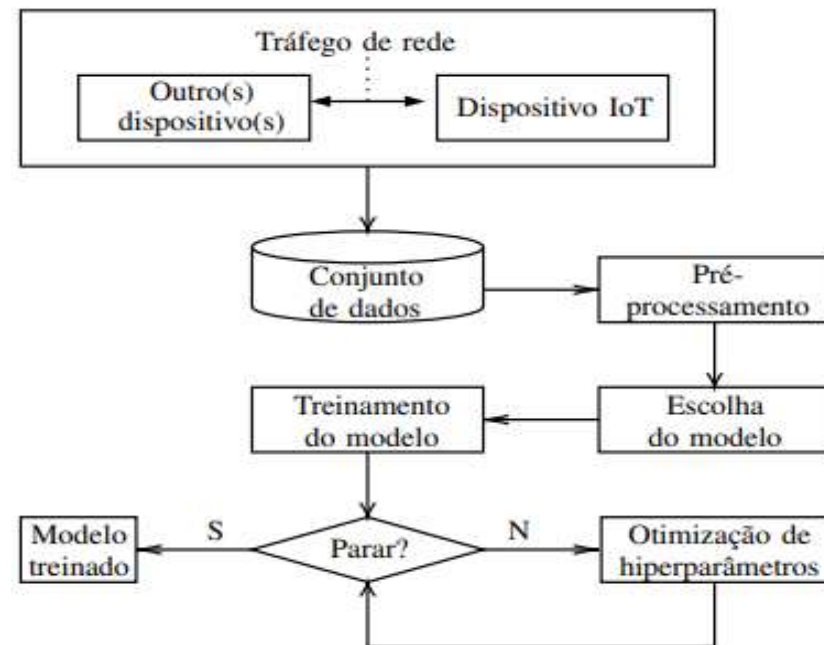 Tráfego de rede
Outro(s)
dispositivo(s)
Dispositivo IoT
Conjunto
de dados
Pré-
processamento
Treinamento
do modelo
Escolha
do modelo
Modelo
treinado
S
Parar?
N
Otimização de
hiperparâmetros